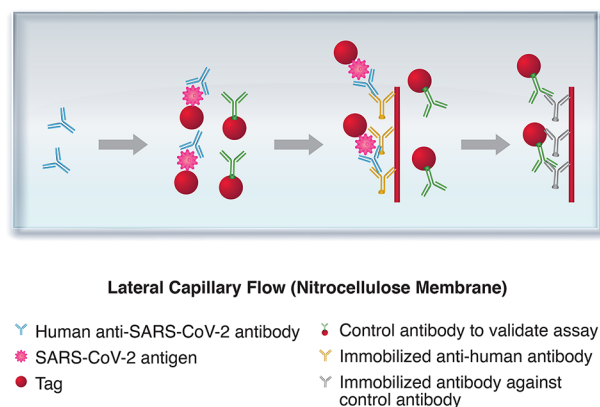 Lateral Capillary Flow (Nitrocellulose Membrane)
Human anti-SARS-CoV-2 antibody
SARS-CoV-2 antigen
Tag
Control antibody to validate assay
Immobilized anti-human antibody
Immobilized antibody against
control antibody